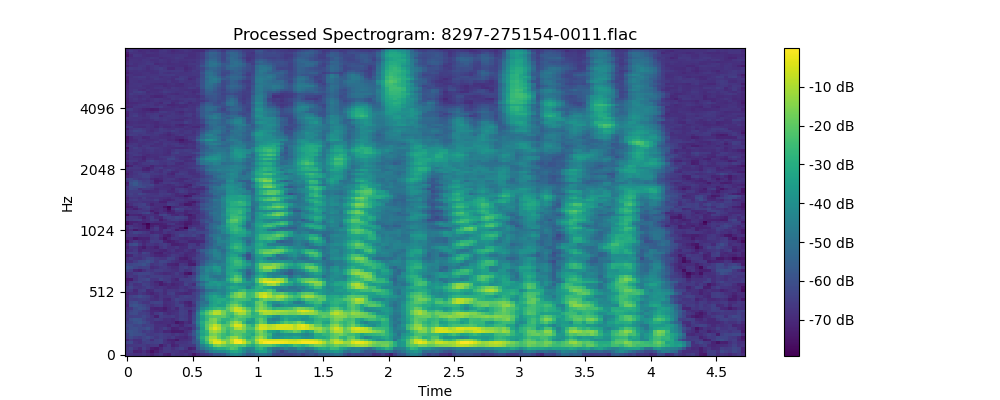 Processed Spectrogram: 8297-275154-0011.flac
Hz
4096
2048
1024
512
0
0 0.5 1 1.5 2 2.5 3 3.5 4 4.5
Time
-10 dB
-20 dB
-30 dB
-40 dB
-50 dB
-60 dB
-70 dB